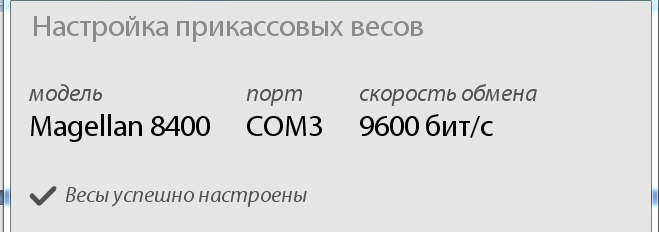 Настройка прикассовых весов
модель порт скорость обмена
Magellan 8400 COM3 9600 бит/с
Весы успешно настроены